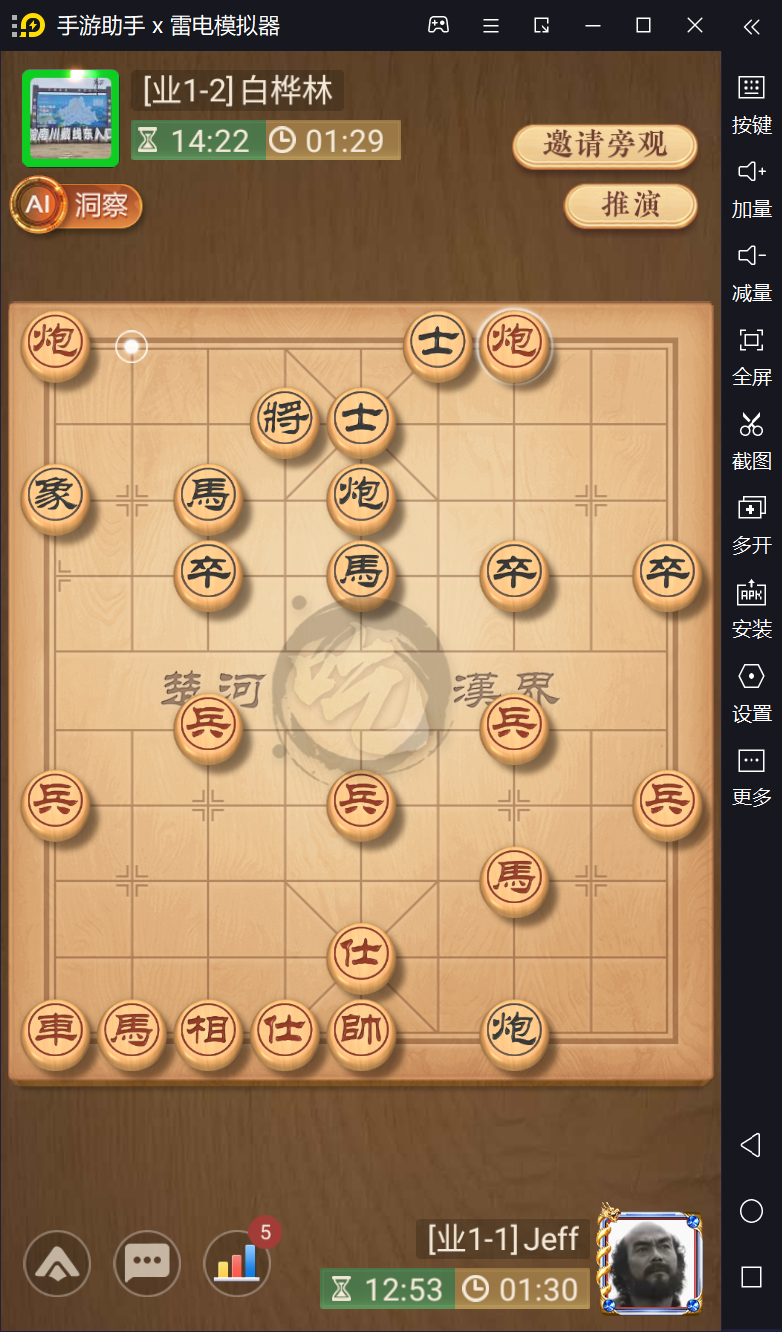 手游助手 x 雷电模拟器
[业1-2] 白桦林
14:22 01:29
邀请旁观
AI 洞察
推演
按键
加量
减量
全屏
截图
多开
APK
安装
设置
更多
炮 士 炮
將 士
象 馬 炮
卒 馬 卒 卒
楚河 漢界
兵 兵
兵 兵 兵
馬
仕
車 馬 相 仕 帥 炮
5
[业1-1] Jeff
12:53 01:30